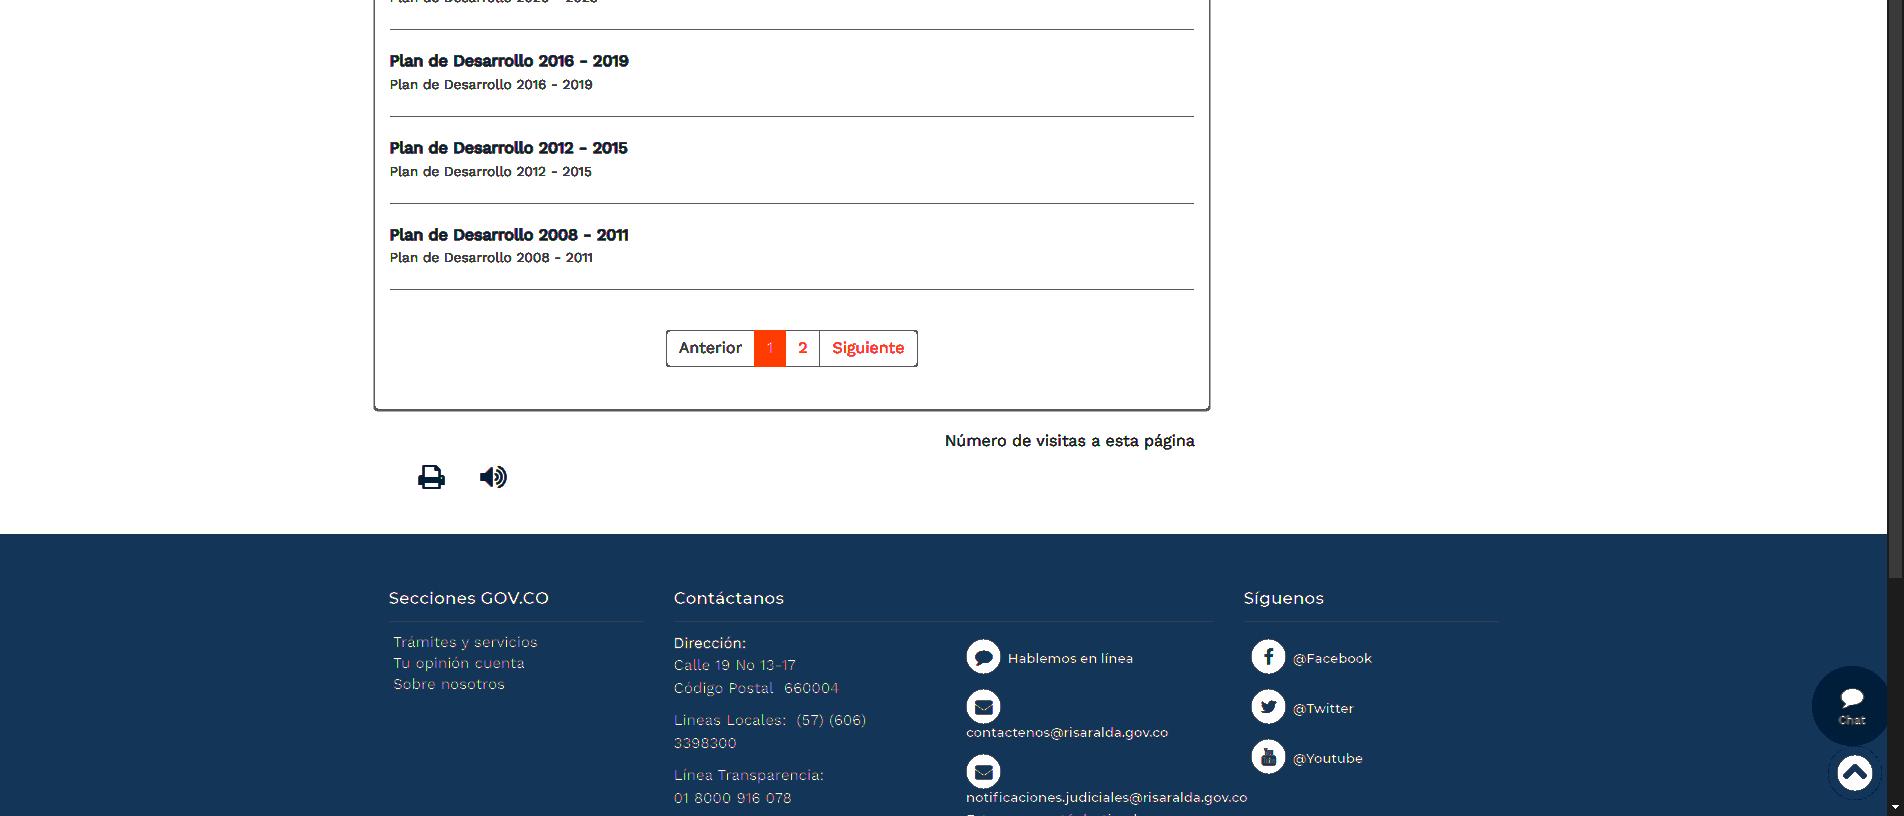 Plan de Desarrollo 2016 - 2019
Plan de Desarrollo 2016 - 2019
Plan de Desarrollo 2012 - 2015
Plan de Desarrollo 2012 - 2015
Plan de Desarrollo 2008 - 2011
Plan de Desarrollo 2008 - 2011
Anterior 1 2 Siguiente
Número de visitas a esta página
Secciones GOV.CO
Trámites y servicios
Tu opinión cuenta
Sobre nosotros
Contáctanos
Dirección:
Calle 19 No 13-17
Código Postal 660004
Lineas Locales: (57) (606)
3398300
Línea Transparencia:
01 8000 916 078
Hablemos en línea
contactenos@risaralda.gov.co
notificaciones.judiciales@risaralda.gov.co
Síguenos
@Facebook
@Twitter
@Youtube
Chat